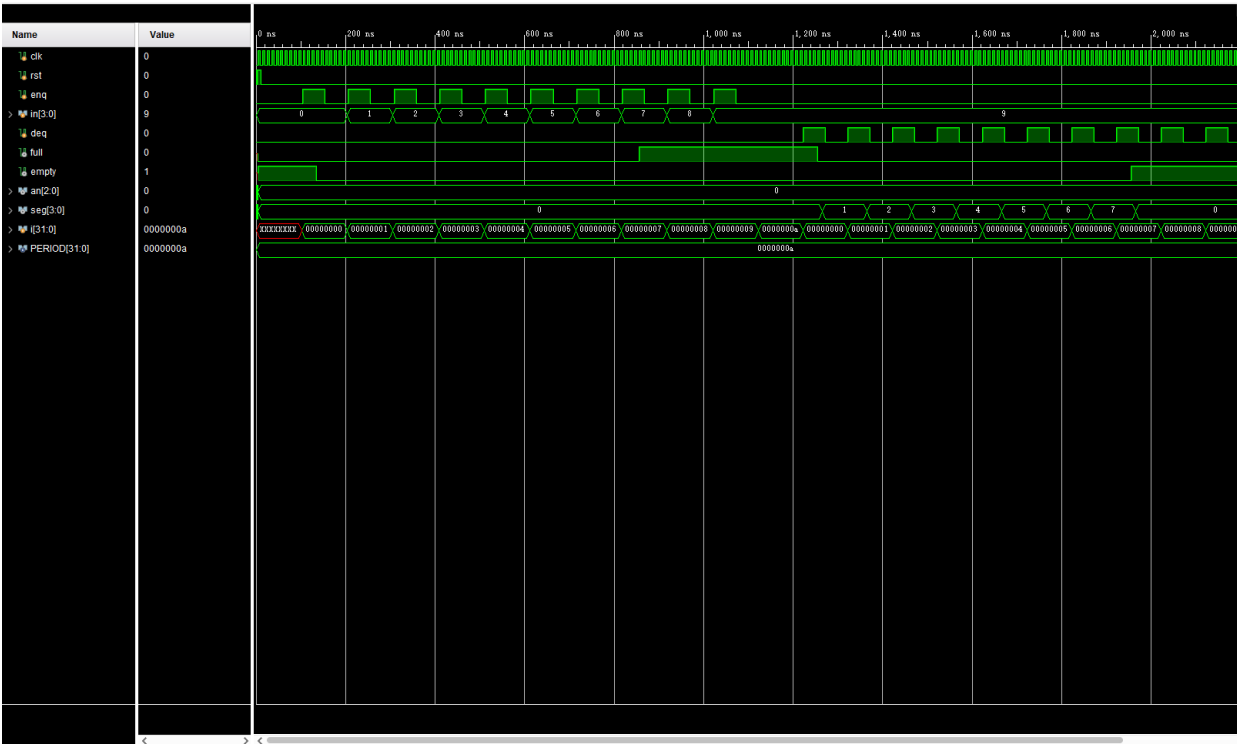 Name Value 0 ns 200 ns 400 ns 600 ns 800 ns 1,000 ns 1,200 ns 1,400 ns 1,600 ns 1,800 ns 2,000 ns
clk 0
rst 0
enq 0
in[3:0] 9 0 1 2 3 4 5 6 7 8 9
deq 0
full 0
empty 1
an[2:0] 0 0
seg[3:0] 0 0 1 2 3 4 5 6 7 0
i[31:0] 0000000a XXXXXXXX 00000000 00000001 00000002 00000003 00000004 00000005 00000006 00000007 00000008 00000009 0000000a 00000000 00000001 00000002 00000003 00000004 00000005 00000006 00000007 00000008 000000
PERIOD[31:0] 0000000a 0000000a